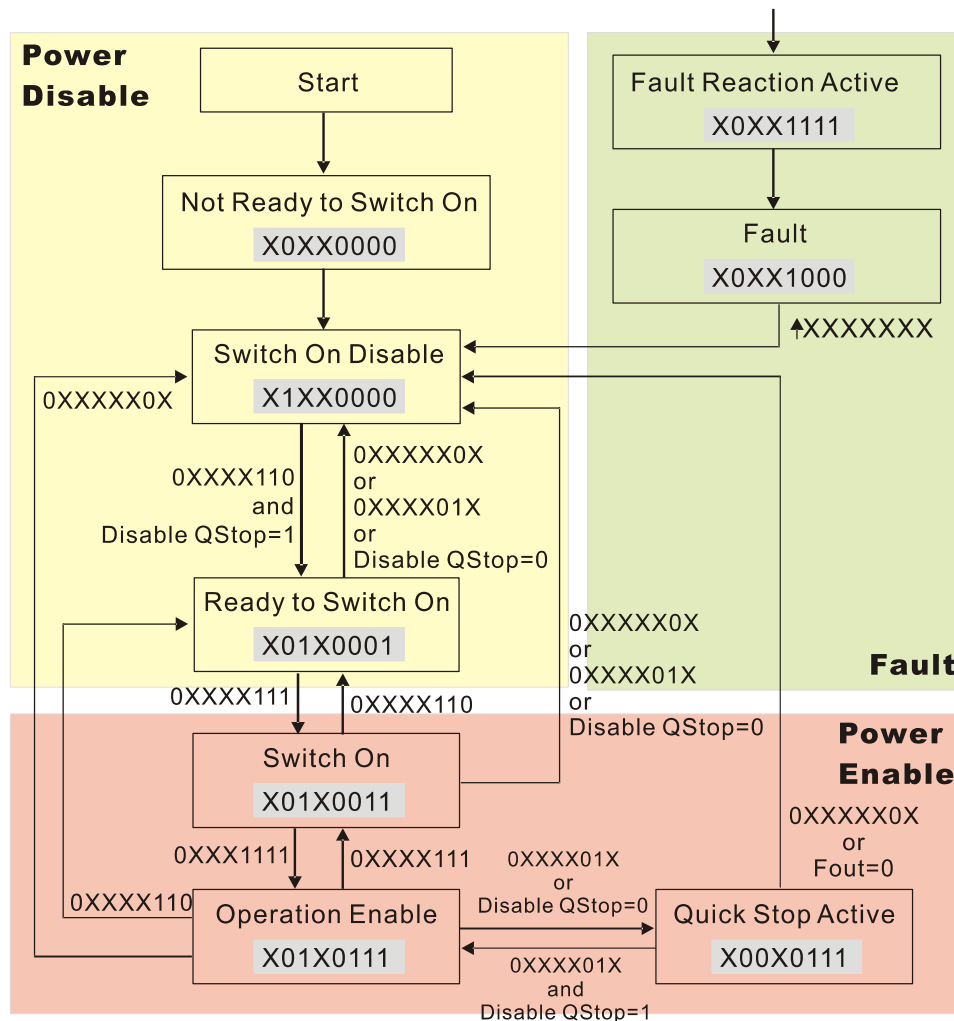 Power
Disable
Start
Not Ready to Switch On
X0XX0000
Switch On Disable
X1XX0000
0XXXXX0X
0XXXX110
and
Disable QStop=1
0XXXXX0X
or
0XXXX01X
or
Disable QStop=0
Ready to Switch On
X01X0001
0XXXX111
0XXXX110
Fault Reaction Active
X0XX1111
Fault
X0XX1000
XXXXXXX
Fault
0XXXXX0X
or
0XXXX01X
or
Disable QStop=0
Power
Enable
Switch On
X01X0011
0XXX1111
0XXXX111
0XXXX110
Operation Enable
X01X0111
0XXXX01X
or
Disable QStop=0
0XXXX01X
and
Disable QStop=1
0XXXXX0X
or
Fout=0
Quick Stop Active
X00X0111